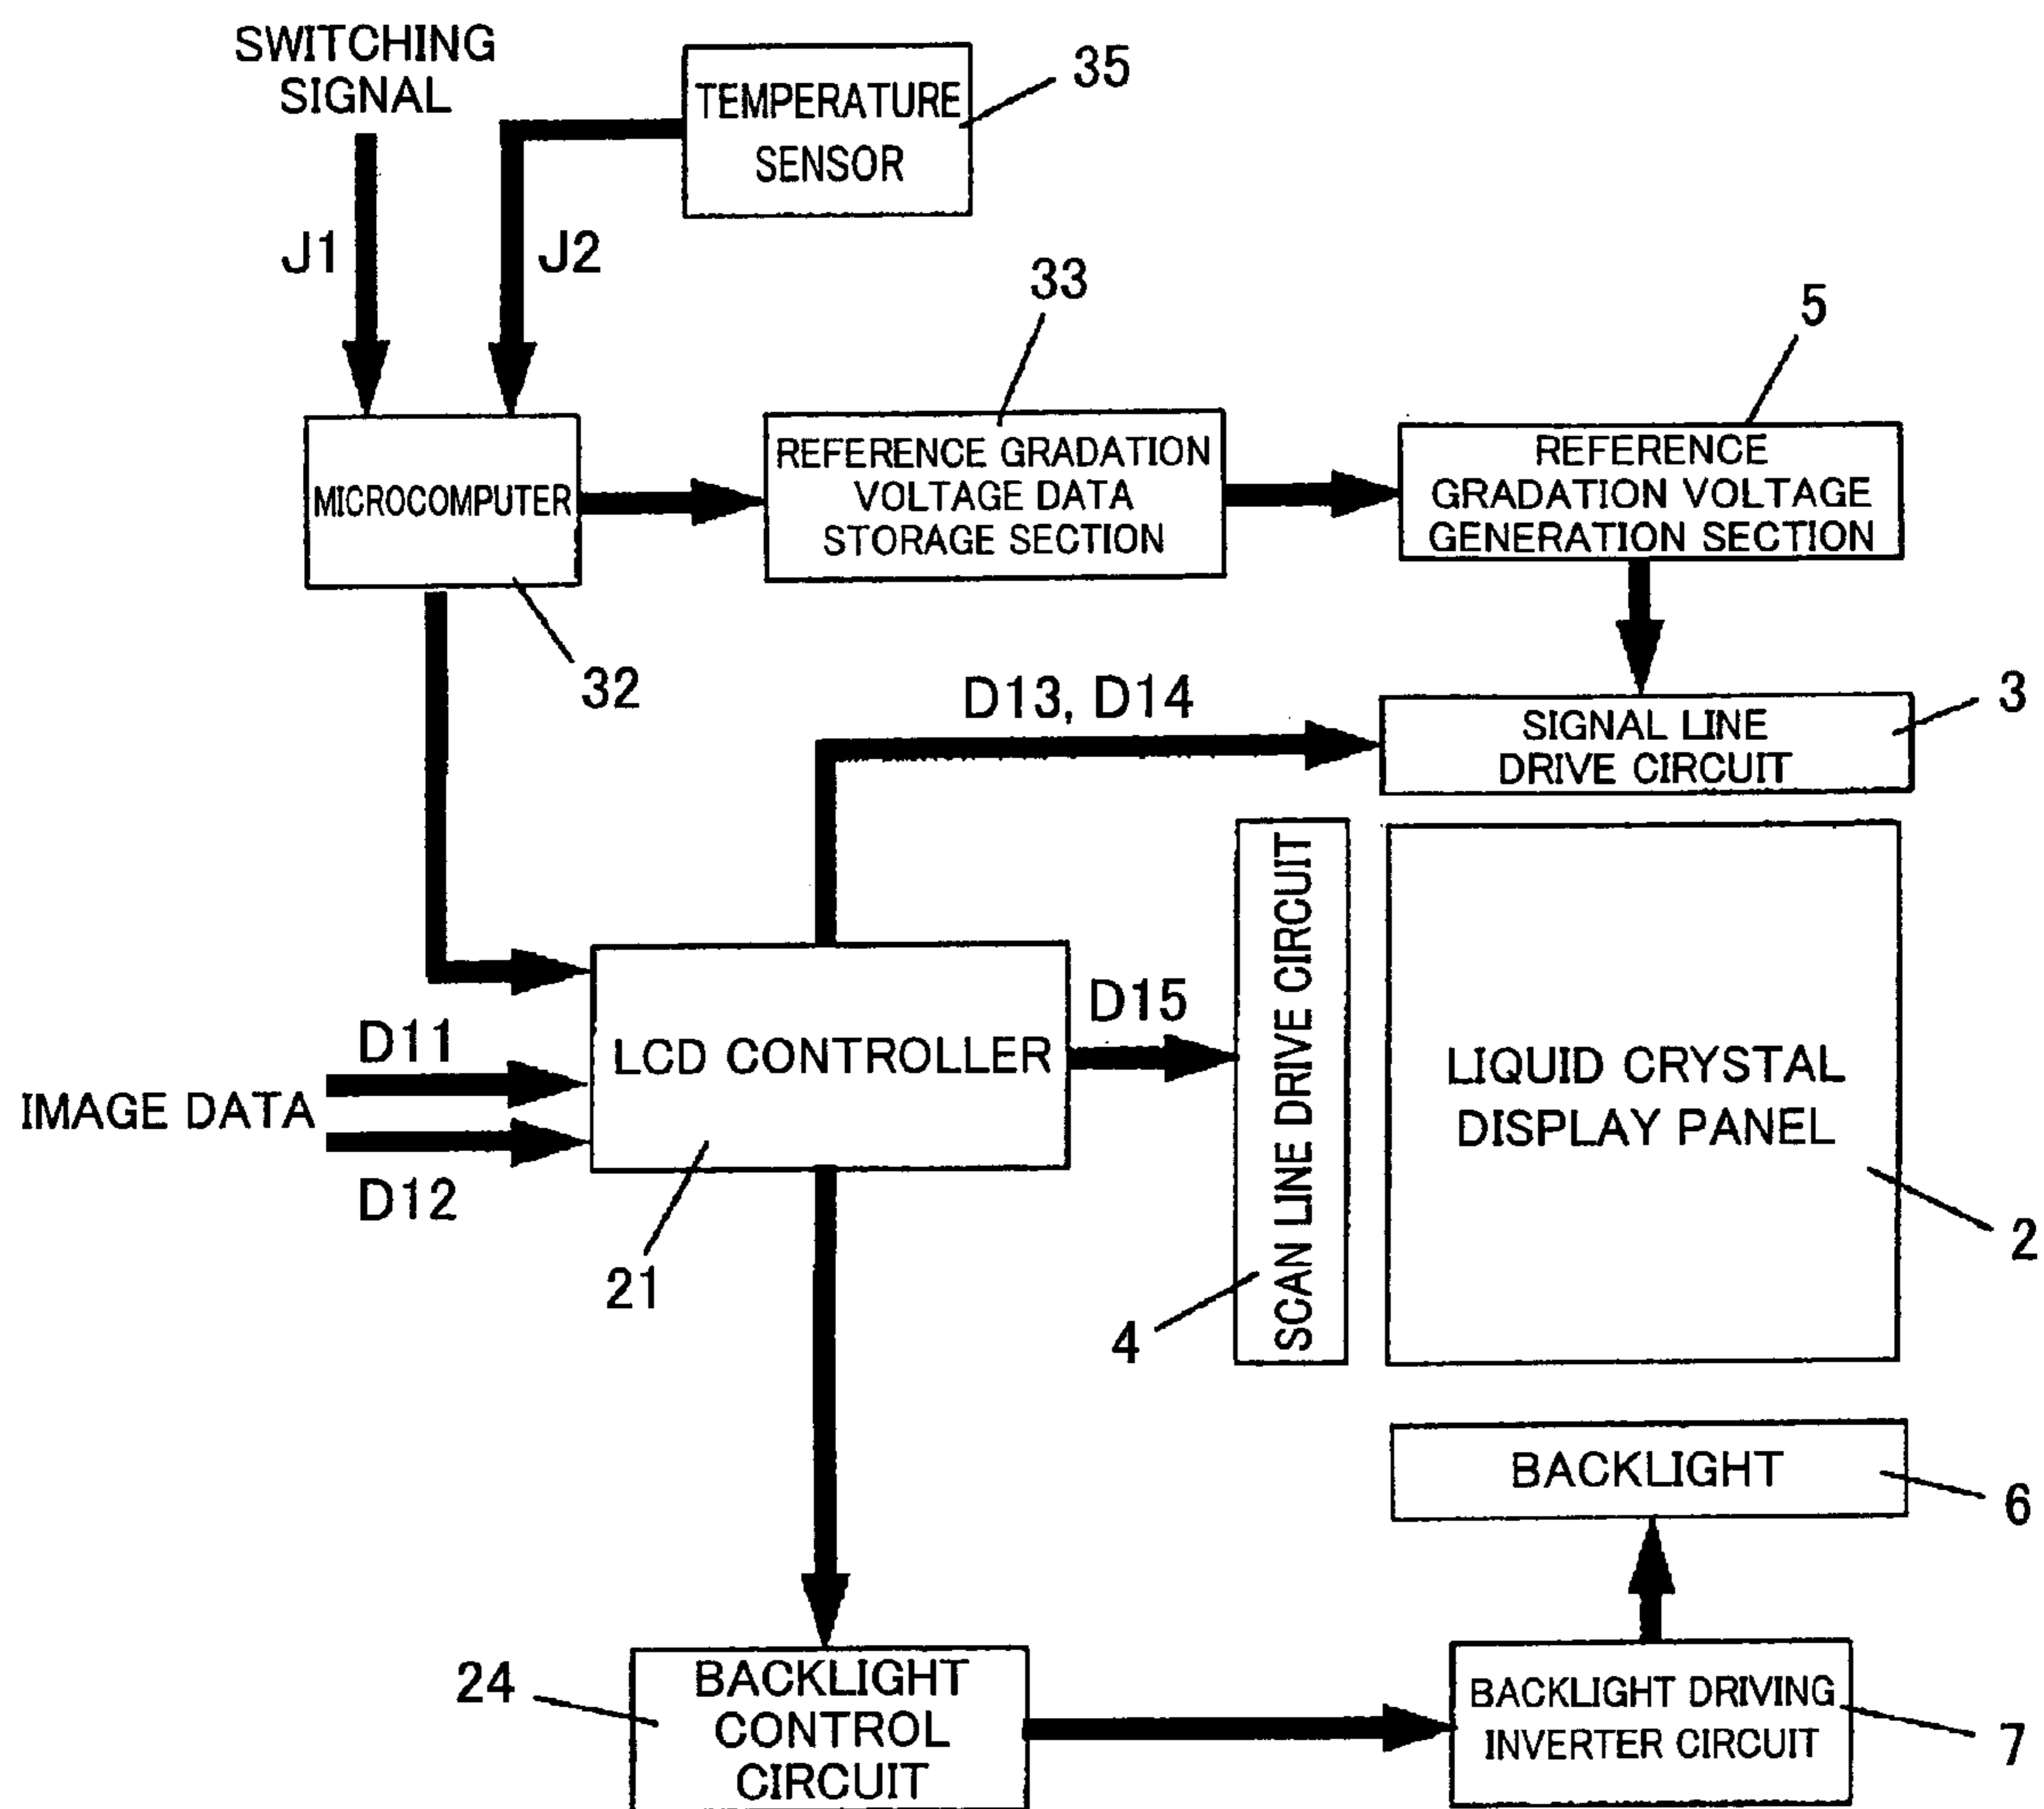 SWITCHING
SIGNAL
TEMPERATURE
SENSOR
35
J1
J2
33
5
MICROCOMPUTER
REFERENCE GRADATION
VOLTAGE DATA
STORAGE SECTION
REFERENCE
GRADATION VOLTAGE
GENERATION SECTION
32
D13, D14
SIGNAL LINE
DRIVE CIRCUIT
3
SCAN LINE DRIVE CIRCUIT
4
LCD CONTROLLER
21
D15
D11
IMAGE DATA
D12
LIQUID CRYSTAL
DISPLAY PANEL
2
BACKLIGHT
6
24
BACKLIGHT
CONTROL
CIRCUIT
BACKLIGHT DRIVING
INVERTER CIRCUIT
7